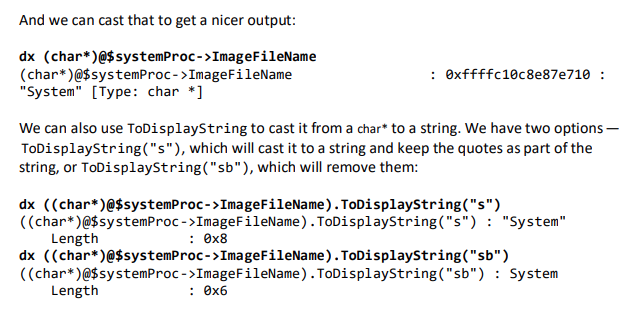 And we can cast that to get a nicer output:
dx (char*)@$systemProc->ImageFileName
(char*)@$systemProc->ImageFileName : 0xffffc10c8e87e710 :
"System" [Type: char *]
We can also use ToDisplayString to cast it from a char* to a string. We have two options —
ToDisplayString("s"), which will cast it to a string and keep the quotes as part of the
string, or ToDisplayString("sb"), which will remove them:
dx ((char*)@$systemProc->ImageFileName).ToDisplayString("s")
((char*)@$systemProc->ImageFileName).ToDisplayString("s") : "System"
Length : 0x8
dx ((char*)@$systemProc->ImageFileName).ToDisplayString("sb")
((char*)@$systemProc->ImageFileName).ToDisplayString("sb") : System
Length : 0x6